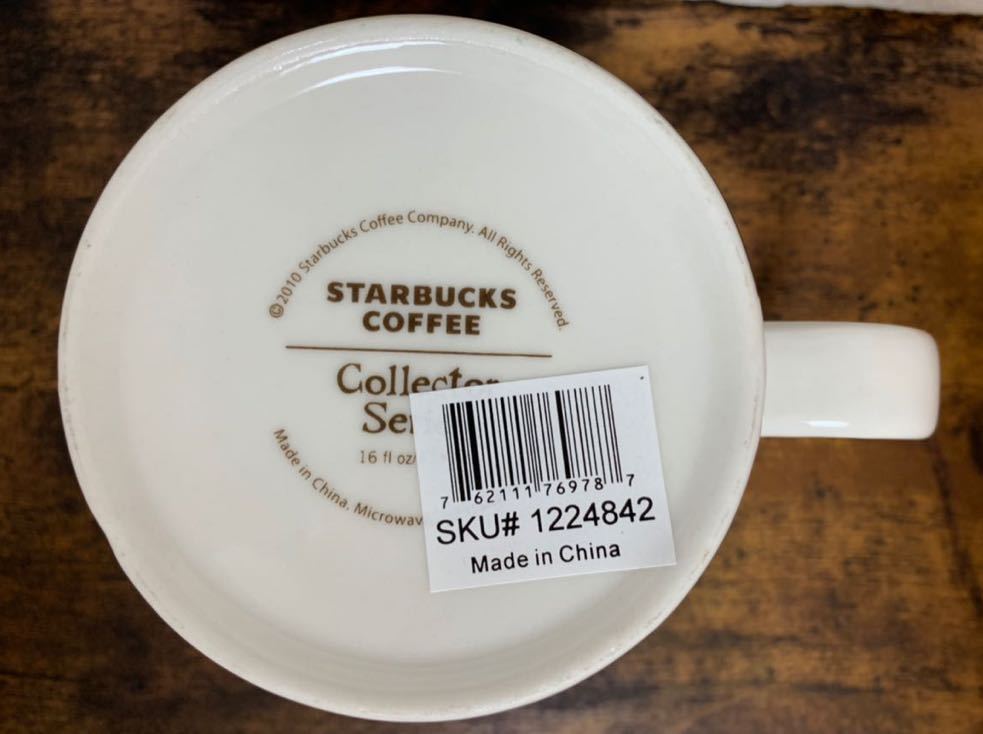 ©2010 Starbucks Coffee Company. All Rights Reserved.
STARBUCKS
COFFEE
Collector
Ser
16 fl oz/
Made in China. Microwav
7 62111 76978 7
SKU# 1224842
Made in China